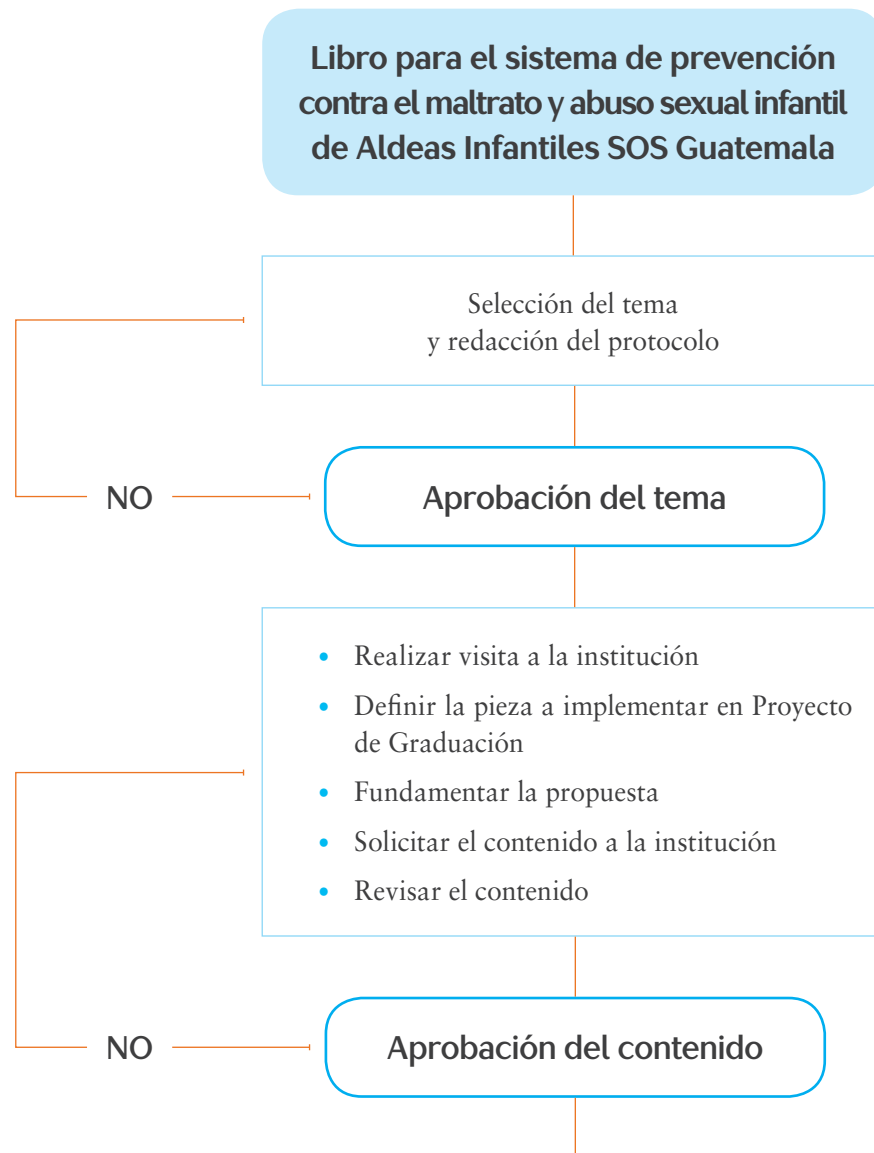 Libro para el sistema de prevención
contra el maltrato y abuso sexual infantil
de Aldeas Infantiles SOS Guatemala
Selección del tema
y redacción del protocolo
NO
Aprobación del tema
• Realizar visita a la institución
• Definir la pieza a implementar en Proyecto
de Graduación
• Fundamentar la propuesta
• Solicitar el contenido a la institución
• Revisar el contenido
NO
Aprobación del contenido